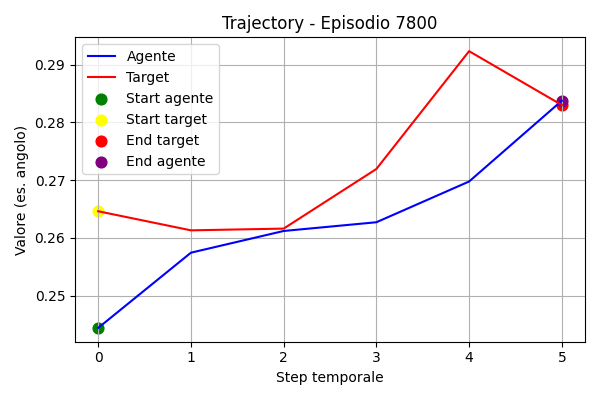 Trajectory - Episodio 7800
Valore (es. angolo)
0.29
0.28
0.27
0.26
0.25
Agente
Target
Start agente
Start target
End target
End agente
0 1 2 3 4 5
Step temporale